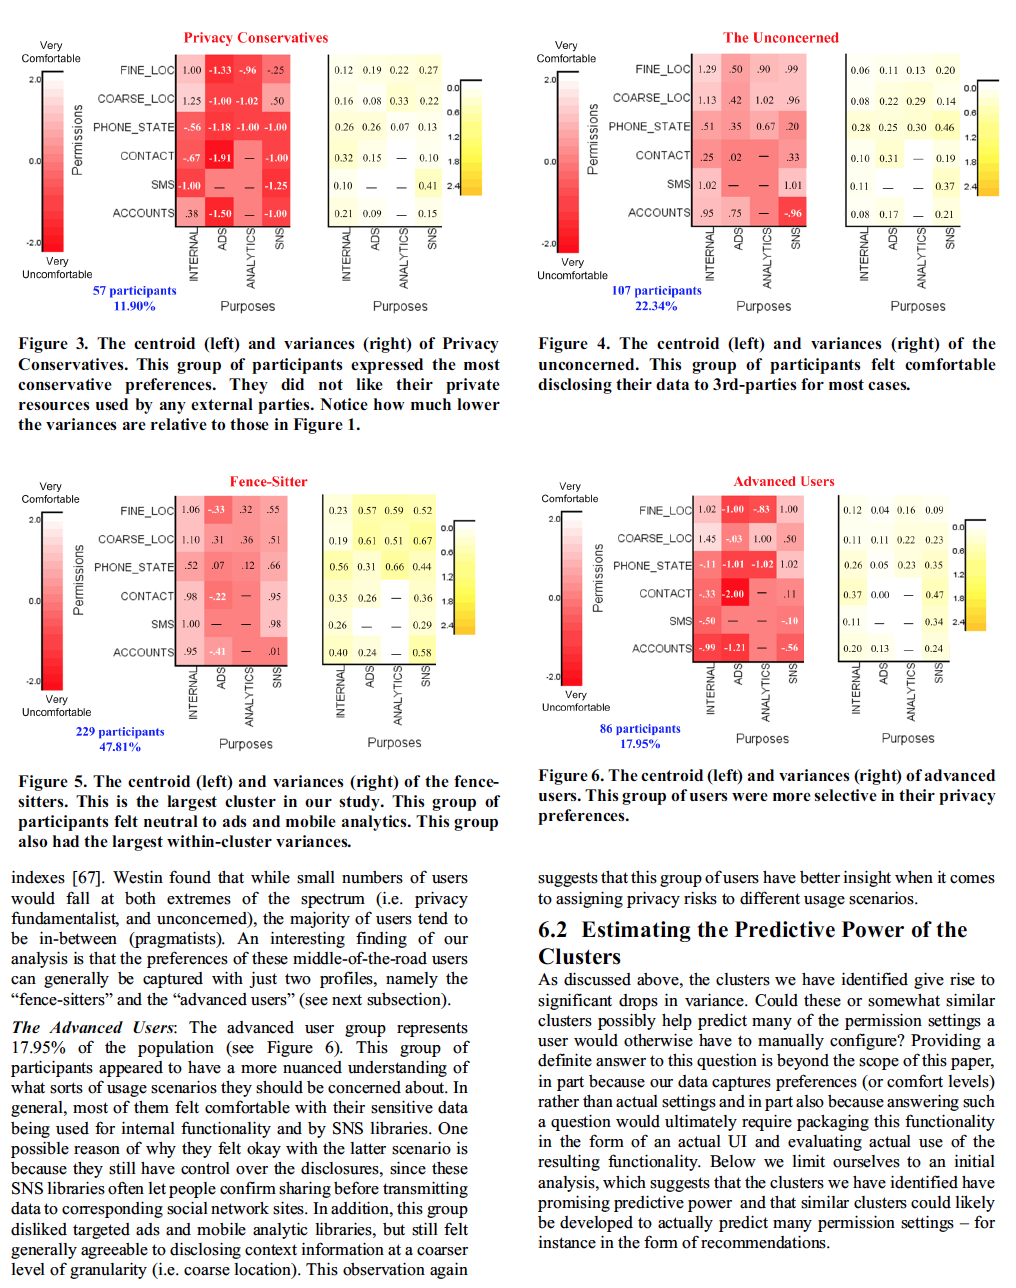 Privacy Conservatives
Very
Comfortable
2.0
0.0
-2.0
Very
Uncomfortable
Permissions
FINE_LOC 1.00 -1.33 -.96 -.25
COARSE_LOC 1.25 -1.00 -1.02 .50
PHONE_STATE -.56 -1.18 -1.00 -1.00
CONTACT -.67 -1.91 — -1.00
SMS -1.00 — — -1.25
ACCOUNTS .38 -1.50 — -1.00
INTERNAL ADS ANALYTICS SNS
Purposes
0.12 0.19 0.22 0.27
0.16 0.08 0.33 0.22
0.26 0.26 0.07 0.13
0.32 0.15 — 0.10
0.10 — — 0.41
0.21 0.09 — 0.15
INTERNAL ADS ANALYTICS SNS
Purposes
0.0
0.6
1.2
1.8
2.4
57 participants
11.90%
Figure 3. The centroid (left) and variances (right) of Privacy
Conservatives. This group of participants expressed the most
conservative preferences. They did not like their private
resources used by any external parties. Notice how much lower
the variances are relative to those in Figure 1.
The Unconcerned
Very
Comfortable
2.0
0.0
-2.0
Very
Uncomfortable
Permissions
FINE_LOC 1.29 .50 .90 .99
COARSE_LOC 1.13 .42 1.02 .96
PHONE_STATE .51 .35 0.67 .20
CONTACT .25 .02 — .33
SMS 1.02 — — 1.01
ACCOUNTS .95 .75 — -.96
INTERNAL ADS ANALYTICS SNS
Purposes
0.06 0.11 0.13 0.20
0.08 0.22 0.29 0.14
0.28 0.25 0.30 0.46
0.10 0.31 — 0.19
0.11 — — 0.37
0.08 0.17 — 0.21
INTERNAL ADS ANALYTICS SNS
Purposes
0.0
0.6
1.2
1.8
2.4
107 participants
22.34%
Figure 4. The centroid (left) and variances (right) of the
unconcerned. This group of participants felt comfortable
disclosing their data to 3rd-parties for most cases.
Fence-Sitter
Very
Comfortable
2.0
0.0
-2.0
Very
Uncomfortable
Permissions
FINE_LOC 1.06 -.33 .32 .55
COARSE_LOC 1.10 .31 .36 .51
PHONE_STATE .52 .07 .12 .66
CONTACT .98 -.22 — .95
SMS 1.00 — — .98
ACCOUNTS .95 -.41 — .01
INTERNAL ADS ANALYTICS SNS
Purposes
0.23 0.57 0.59 0.52
0.19 0.61 0.51 0.67
0.56 0.31 0.66 0.44
0.35 0.26 — 0.36
0.26 — — 0.29
0.40 0.24 — 0.58
INTERNAL ADS ANALYTICS SNS
Purposes
0.0
0.6
1.2
1.8
2.4
229 participants
47.81%
Figure 5. The centroid (left) and variances (right) of the fence-
sitters. This is the largest cluster in our study. This group of
participants felt neutral to ads and mobile analytics. This group
also had the largest within-cluster variances.
Advanced Users
Very
Comfortable
2.0
0.0
-2.0
Very
Uncomfortable
Permissions
FINE_LOC 1.02 -1.00 -.83 1.00
COARSE_LOC 1.45 -.03 1.00 .50
PHONE_STATE -.11 -1.01 -1.02 1.02
CONTACT -.33 -2.00 — .11
SMS -.50 — — -.10
ACCOUNTS -.99 -1.21 — -.56
INTERNAL ADS ANALYTICS SNS
Purposes
0.12 0.04 0.16 0.09
0.11 0.11 0.22 0.23
0.26 0.05 0.23 0.35
0.37 0.00 — 0.47
0.11 — — 0.34
0.20 0.13 — 0.24
INTERNAL ADS ANALYTICS SNS
Purposes
0.0
0.6
1.2
1.8
2.4
86 participants
17.95%
Figure 6. The centroid (left) and variances (right) of advanced
users. This group of users were more selective in their privacy
preferences.
indexes [67]. Westin found that while small numbers of users
would fall at both extremes of the spectrum (i.e. privacy
fundamentalist, and unconcerned), the majority of users tend to
be in-between (pragmatists). An interesting finding of our
analysis is that the preferences of these middle-of-the-road users
can generally be captured with just two profiles, namely the
“fence-sitters” and the “advanced users” (see next subsection).
The Advanced Users: The advanced user group represents
17.95% of the population (see Figure 6). This group of
participants appeared to have a more nuanced understanding of
what sorts of usage scenarios they should be concerned about. In
general, most of them felt comfortable with their sensitive data
being used for internal functionality and by SNS libraries. One
possible reason of why they felt okay with the latter scenario is
because they still have control over the disclosures, since these
SNS libraries often let people confirm sharing before transmitting
data to corresponding social network sites. In addition, this group
disliked targeted ads and mobile analytic libraries, but still felt
generally agreeable to disclosing context information at a coarser
level of granularity (i.e. coarse location). This observation again
suggests that this group of users have better insight when it comes
to assigning privacy risks to different usage scenarios.
6.2 Estimating the Predictive Power of the
Clusters
As discussed above, the clusters we have identified give rise to
significant drops in variance. Could these or somewhat similar
clusters possibly help predict many of the permission settings a
user would otherwise have to manually configure? Providing a
definite answer to this question is beyond the scope of this paper,
in part because our data captures preferences (or comfort levels)
rather than actual settings and in part also because answering such
a question would ultimately require packaging this functionality
in the form of an actual UI and evaluating actual use of the
resulting functionality. Below we limit ourselves to an initial
analysis, which suggests that the clusters we have identified have
promising predictive power and that similar clusters could likely
be developed to actually predict many permission settings – for
instance in the form of recommendations.